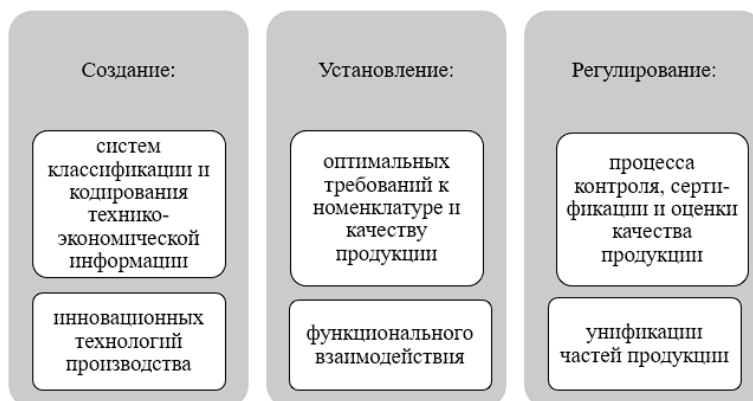 Создание:
систем
классификации и
кодирования
технико-
экономической
информации
инновационных
технологий
производства
Установление:
оптимальных
требований к
номенклатуре и
качеству
продукции
функционального
взаимодействия
Регулирование:
процесса
контроля, серти-
фикации и оценки
качества
продукции
унификации
частей продукции